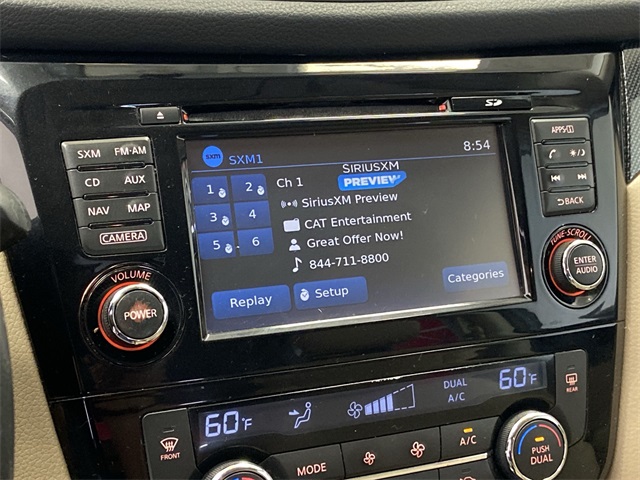 SD
SXM FM·AM
CD AUX
NAV MAP
CAMERA
VOLUME
POWER
sxm SXM1 8:54
1 2
3 4
5 6
Ch 1
SIRIUSXM
PREVIEW
SiriusXM Preview
CAT Entertainment
Great Offer Now!
844-711-8800
Replay
Setup
Categories
APPS
BACK
TUNE·SCROLL
ENTER
AUDIO
60°F
DUAL
A/C
60°F
REAR
FRONT
MODE
A/C
PUSH
DUAL